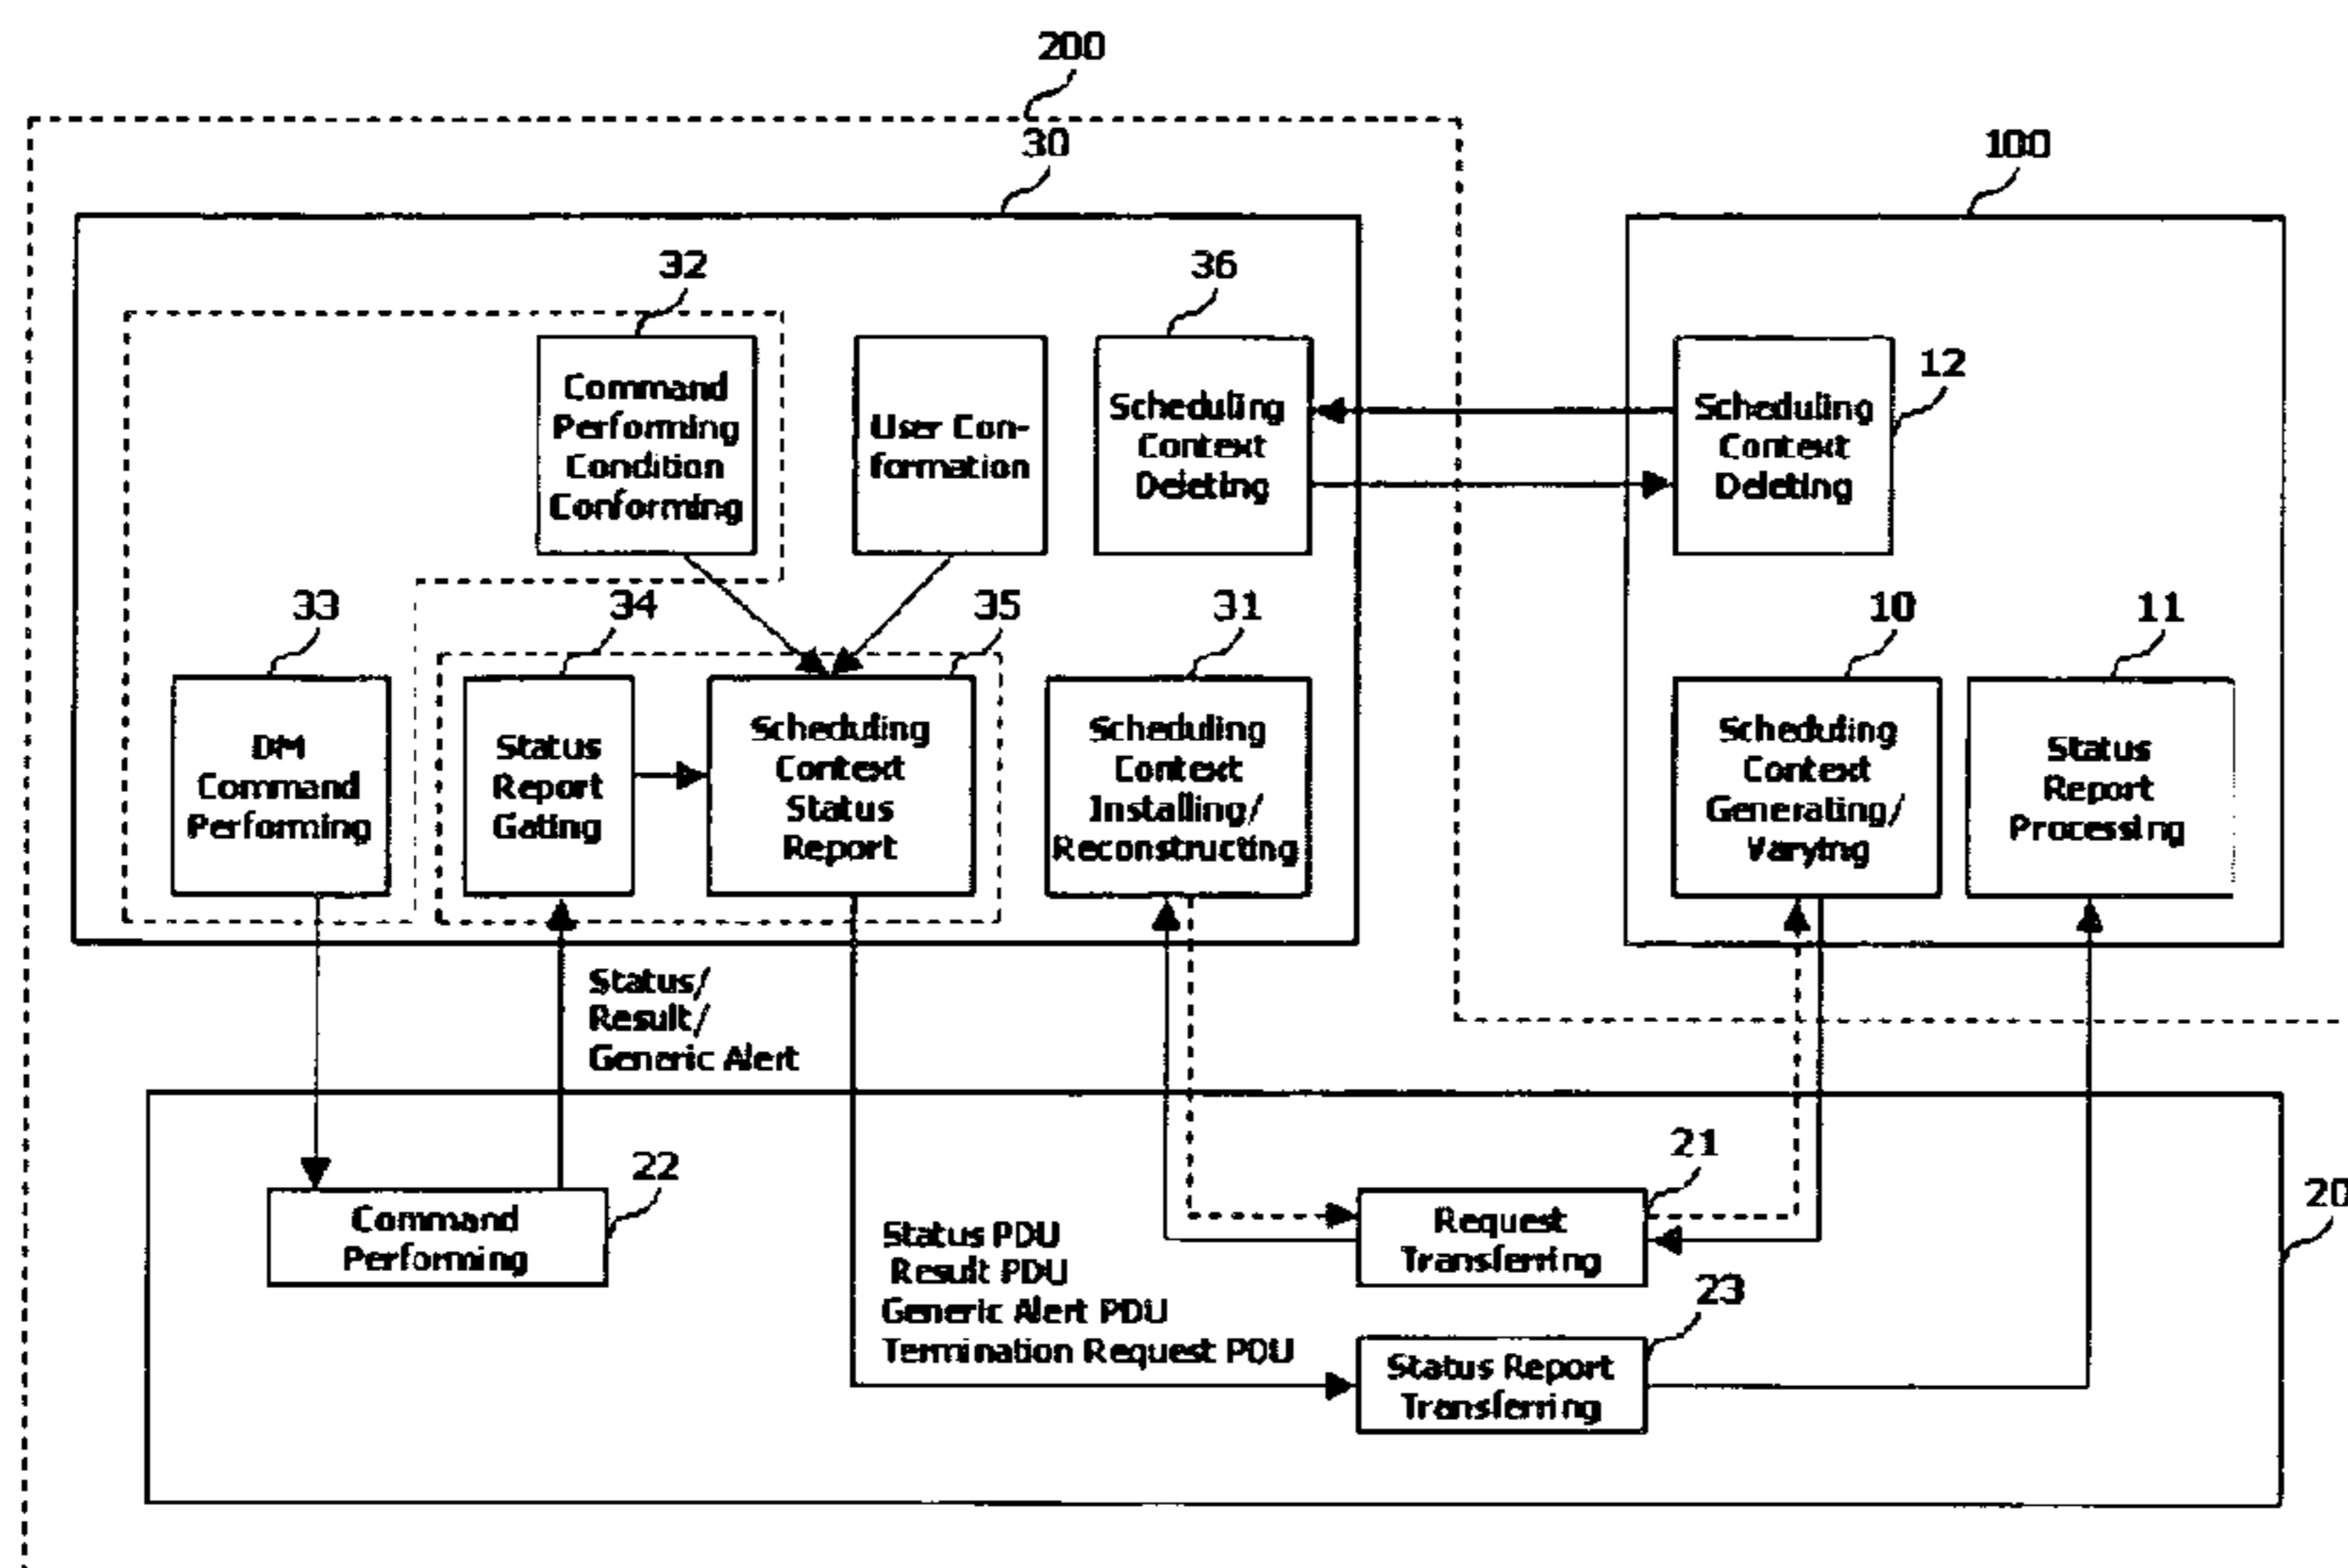 200
30
100
32
36
12
Command
Performing
Condition
Conforming
User Con-
formation
Scheduling
Context
Deleting
Scheduling
Context
Deleting
33
34
35
31
10
11
DM
Command
Performing
Status
Report
Gating
Scheduling
Context
Status
Report
Scheduling
Context
Installing/
Reconstructing
Scheduling
Context
Generating/
Varying
Status
Report
Processing
Status/
Result/
Generic Alert
22
21
20
Command
Performing
Request
Transferring
Status PDU
Result PDU
Generic Alert PDU
Termination Request PDU
23
Status Report
Transferring